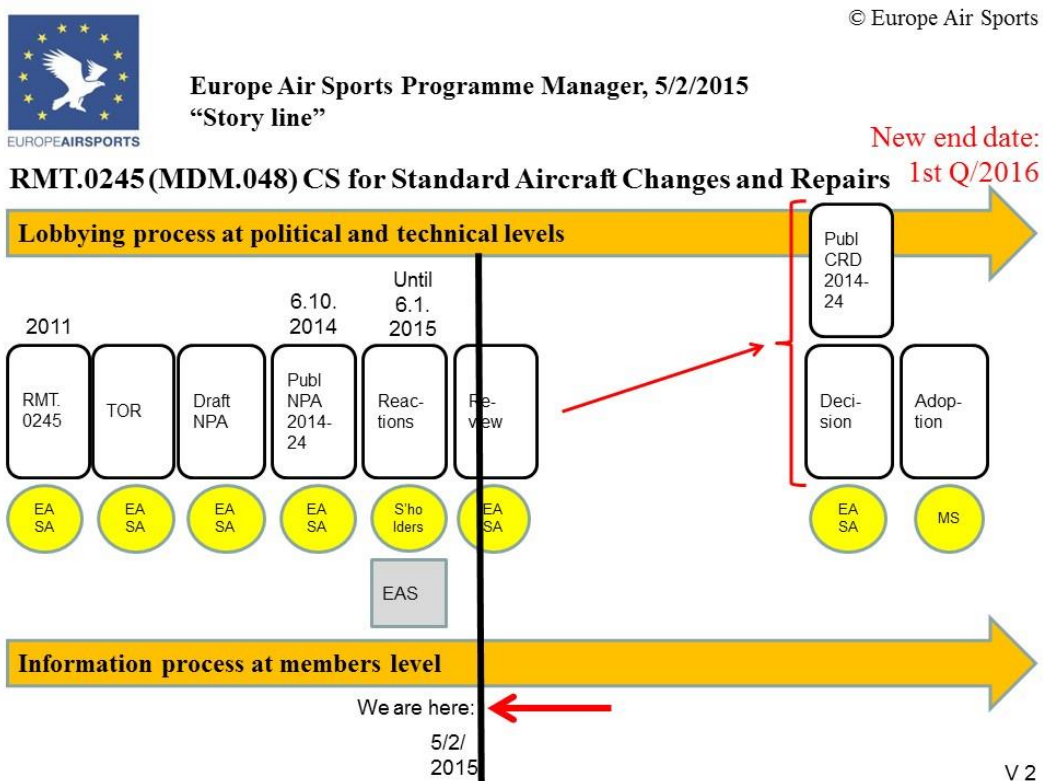 © Europe Air Sports
EUROPEAIRSPORTS
Europe Air Sports Programme Manager, 5/2/2015
“Story line”
New end date:
1st Q/2016
RMT.0245 (MDM.048) CS for Standard Aircraft Changes and Repairs
Lobbying process at political and technical levels
Publ
CRD
2014-
24
2011
6.10.
2014
Until
6.1.
2015
RMT.
0245
TOR
Draft
NPA
Publ
NPA
2014-
24
Reac-
tions
Re-
view
Deci-
sion
Adop-
tion
EA
SA
EA
SA
EA
SA
EA
SA
S'ho
lders
EA
SA
EA
SA
MS
EAS
Information process at members level
We are here:
5/2/
2015
V 2